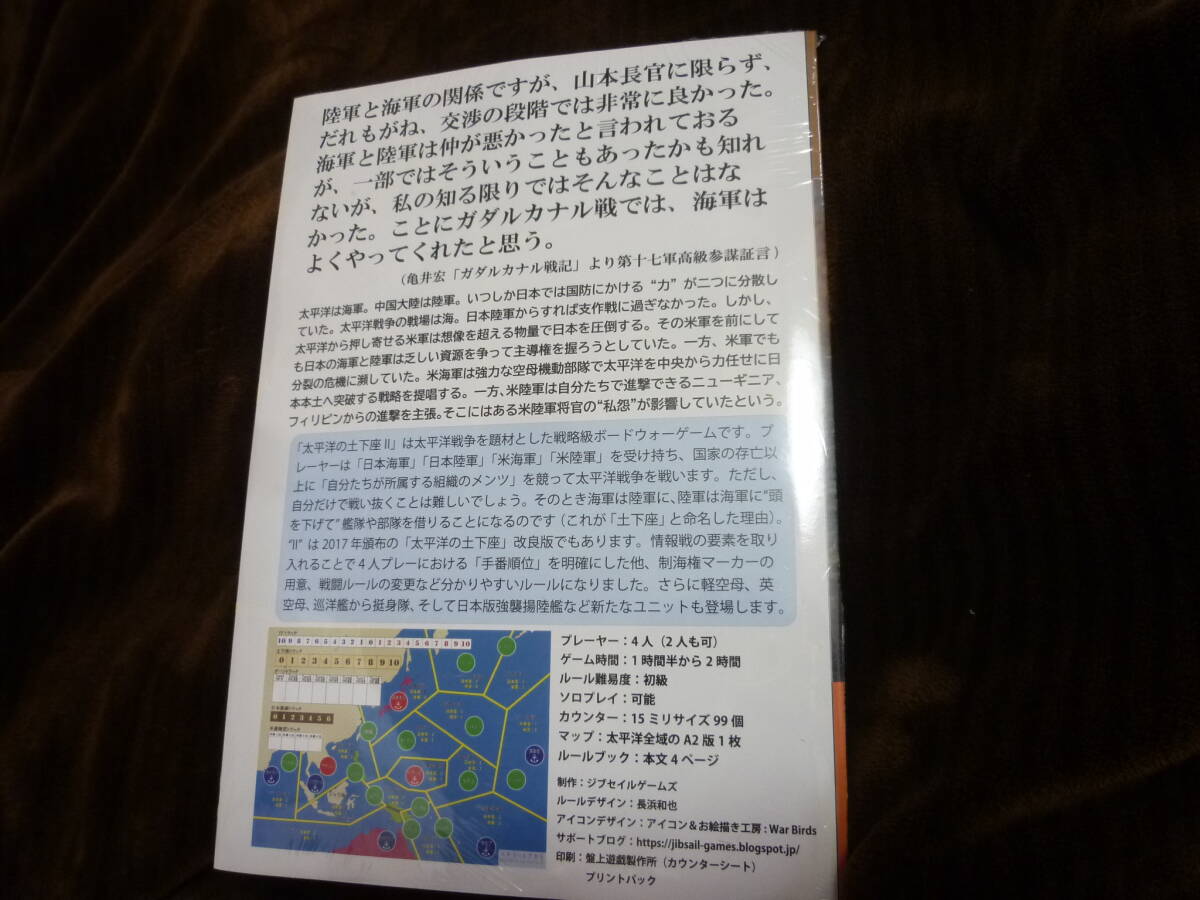 陸軍と海軍の関係ですが、山本長官に限らず、
だれもがね、交渉の段階では非常に良かった。
海軍と陸軍は仲が悪かったと言われておる
が、一部ではそういうこともあったかも知れ
ないが、私の知る限りではそんなことはな
かった。ことにガダルカナル戦では、海軍は
よくやってくれたと思う。
（亀井宏「ガダルカナル戦記」より第十七軍高級参謀証言）
太平洋は海軍。中国大陸は陸軍。いつしか日本では国防にかける“力”が二つに分散し
ていた。太平洋戦争の戦場は海。日本陸軍からすれば支作戦に過ぎなかった。しかし、
太平洋から押し寄せる米軍は想像を超える物量で日本を圧倒する。その米軍を前にして
も日本の海軍と陸軍は乏しい資源を争って主導権を握ろうとしていた。一方、米軍でも
分裂の危機に瀕していた。米海軍は強力な空母機動部隊で太平洋を中央から力任せに日
本本土へ突破する戦略を提唱する。一方、米陸軍は自分たちで進撃できるニューギニア、
フィリピンからの進撃を主張。そこにはある米陸軍将官の“私怨”が影響していたという。
「太平洋の土下座 II」は太平洋戦争を題材とした戦略級ボードウォーゲームです。プ
レーヤーは「日本海軍」「日本陸軍」「米海軍」「米陸軍」を受け持ち、国家の存亡以
上に「自分たちが所属する組織のメンツ」を競って太平洋戦争を戦います。ただし、
自分だけで戦い抜くことは難しいでしょう。そのとき海軍は陸軍に、陸軍は海軍に“頭
を下げて”艦隊や部隊を借りることになるのです（これが「土下座」と命名した理由）。
“II” は 2017 年頒布の「太平洋の土下座」改良版でもあります。情報戦の要素を取り
入れることで 4 人プレーにおける「手番順位」を明確にした他、制海権マーカーの
用意、戦闘ルールの変更など分かりやすいルールになりました。さらに軽空母、英
空母、巡洋艦から挺身隊、そして日本版強襲揚陸艦など新たなユニットも登場します。
10 9 8 7 6 5 4 3 2 1 0 1 2 3 4 5 6 7 8 9 10
0 1 2 3 4 5 6 7 8 9 10
0 1 2 3 4 5 6
プレーヤー：4 人（2 人も可）
ゲーム時間：1 時間半から 2 時間
ルール難易度：初級
ソロプレイ：可能
カウンター：15 ミリサイズ 99 個
マップ：太平洋全域の A2 版 1 枚
ルールブック：本文 4 ページ
制作：ジブセイルゲームズ
ルールデザイン：長浜和也
アイコンデザイン：アイコン＆お絵描き工房 : War Birds
サポートブログ：https://jibsail-games.blogspot.jp/
印刷：盤上遊戯製作所（カウンターシート）
プリントパック